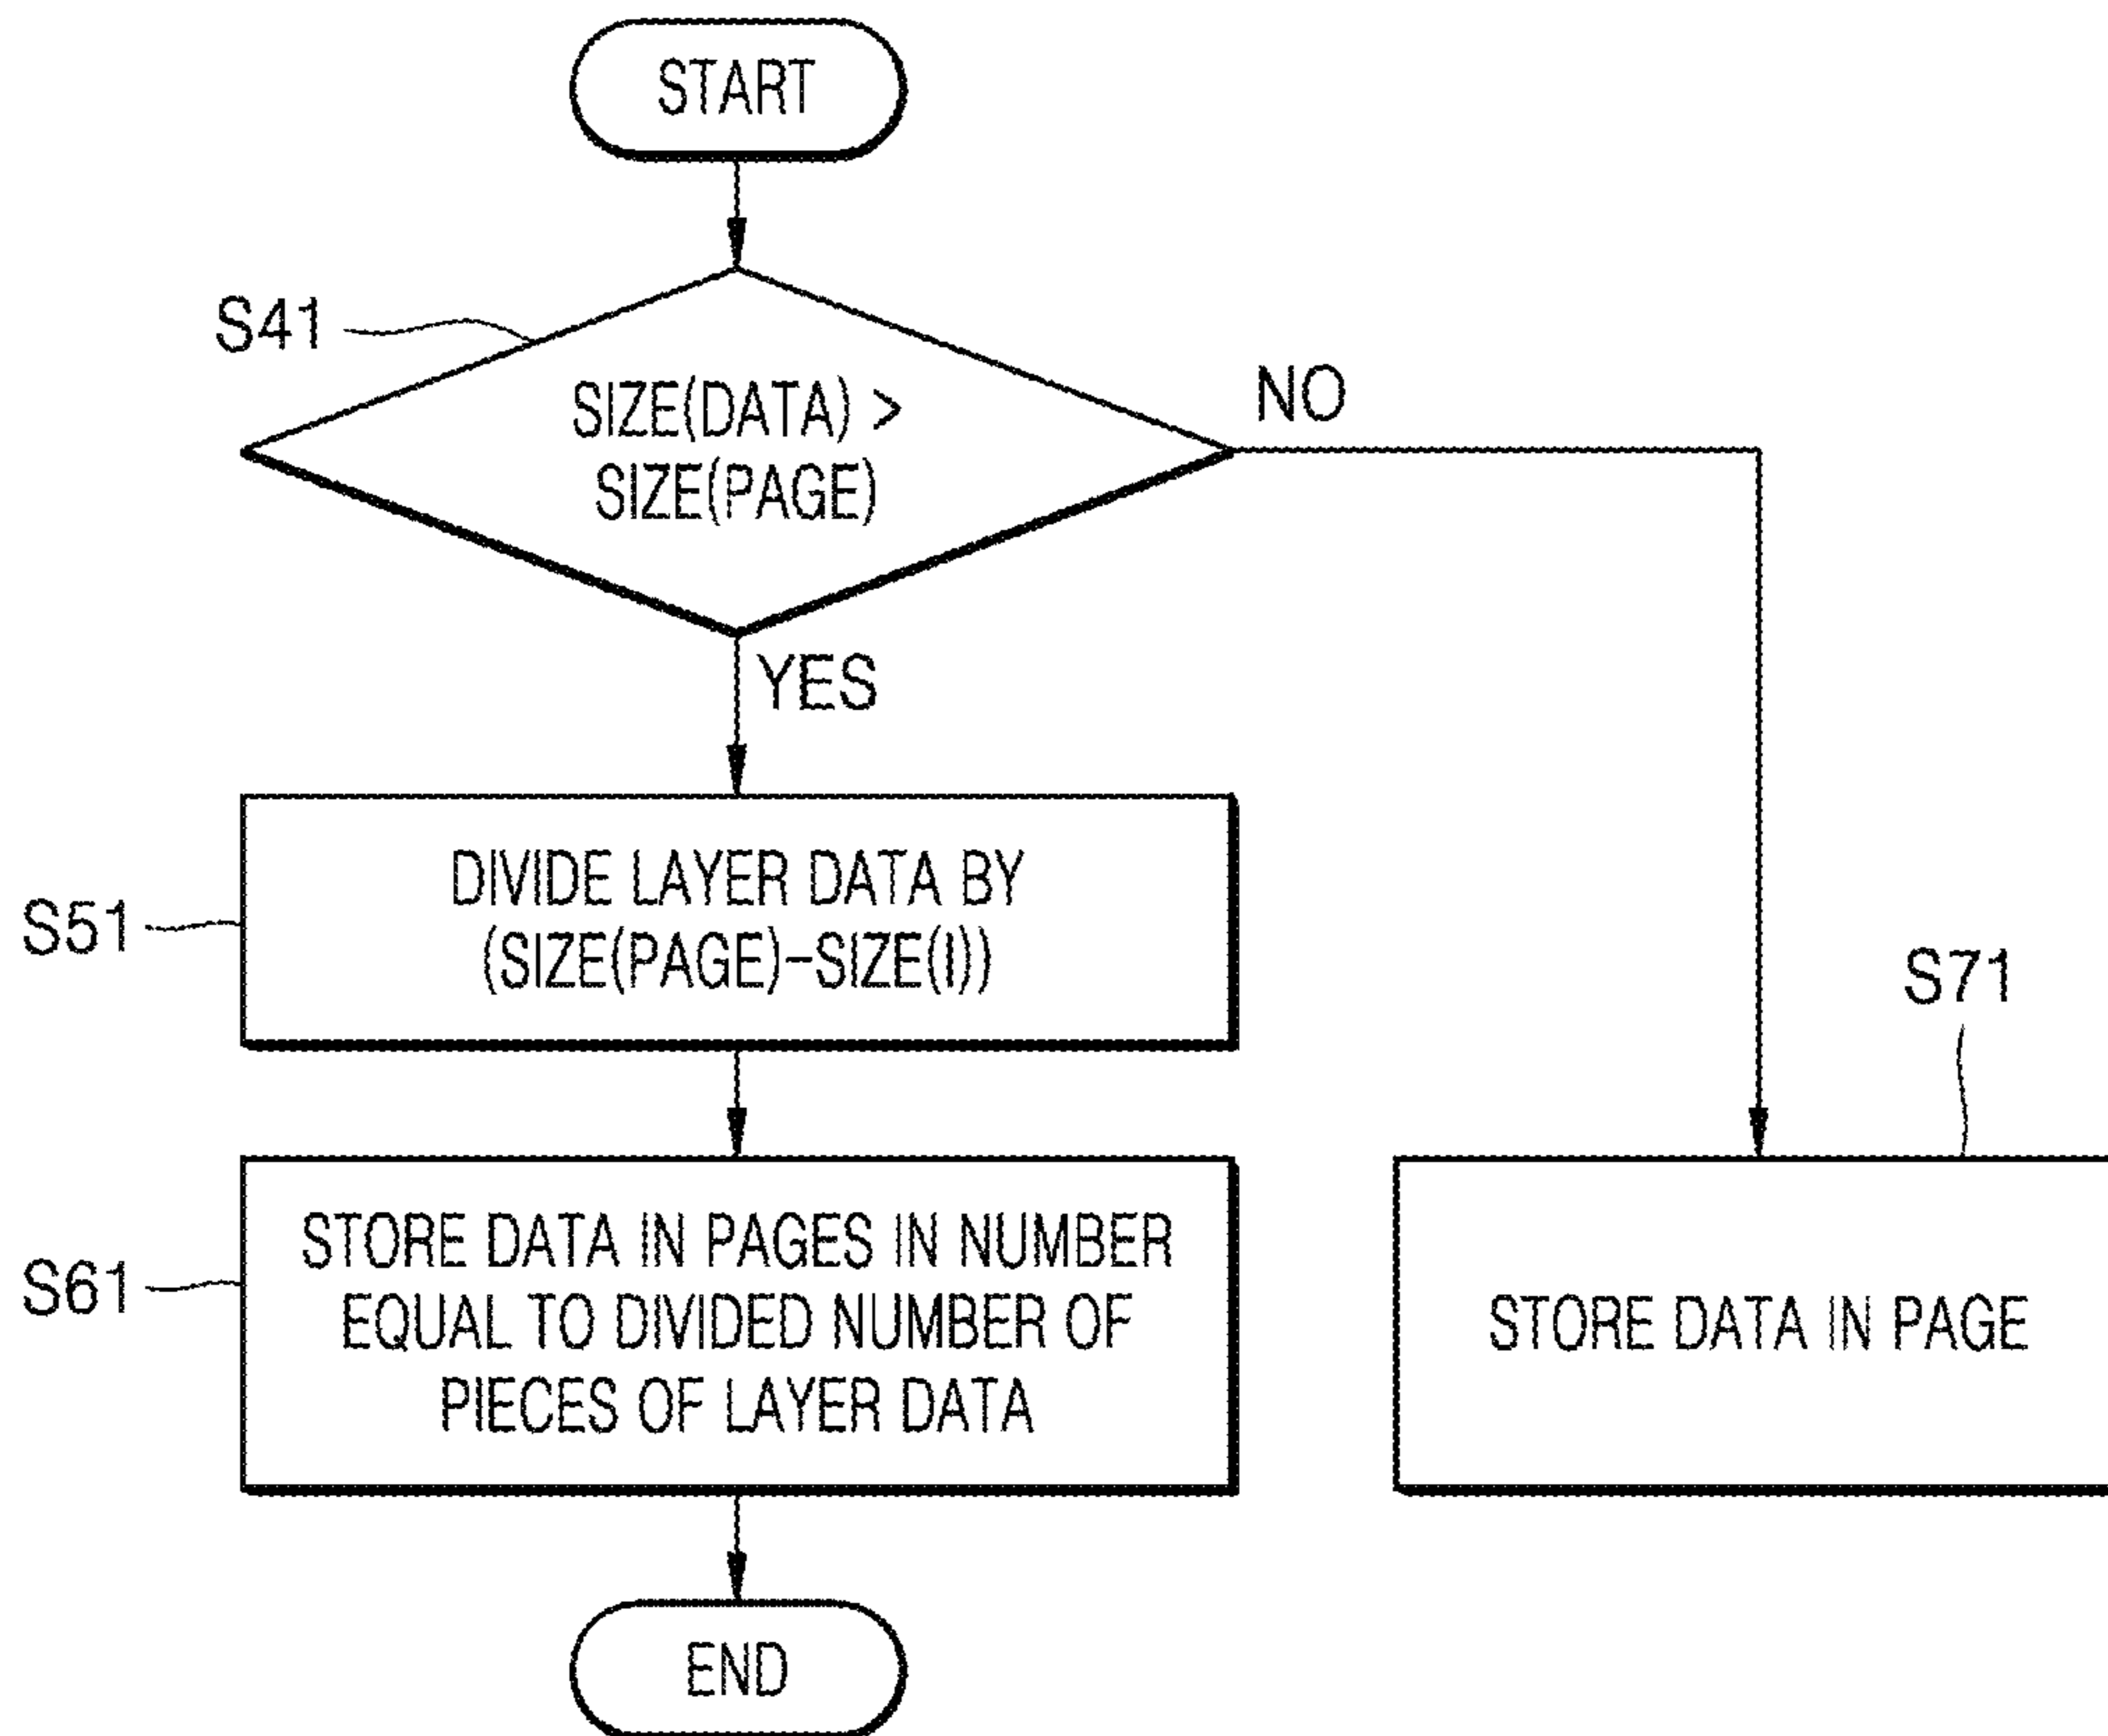 START
S41
SIZE(DATA) >
SIZE(PAGE)
NO
YES
S51
DIVIDE LAYER DATA BY
(SIZE(PAGE)-SIZE(I))
S61
STORE DATA IN PAGES IN NUMBER
EQUAL TO DIVIDED NUMBER OF
PIECES OF LAYER DATA
S71
STORE DATA IN PAGE
END